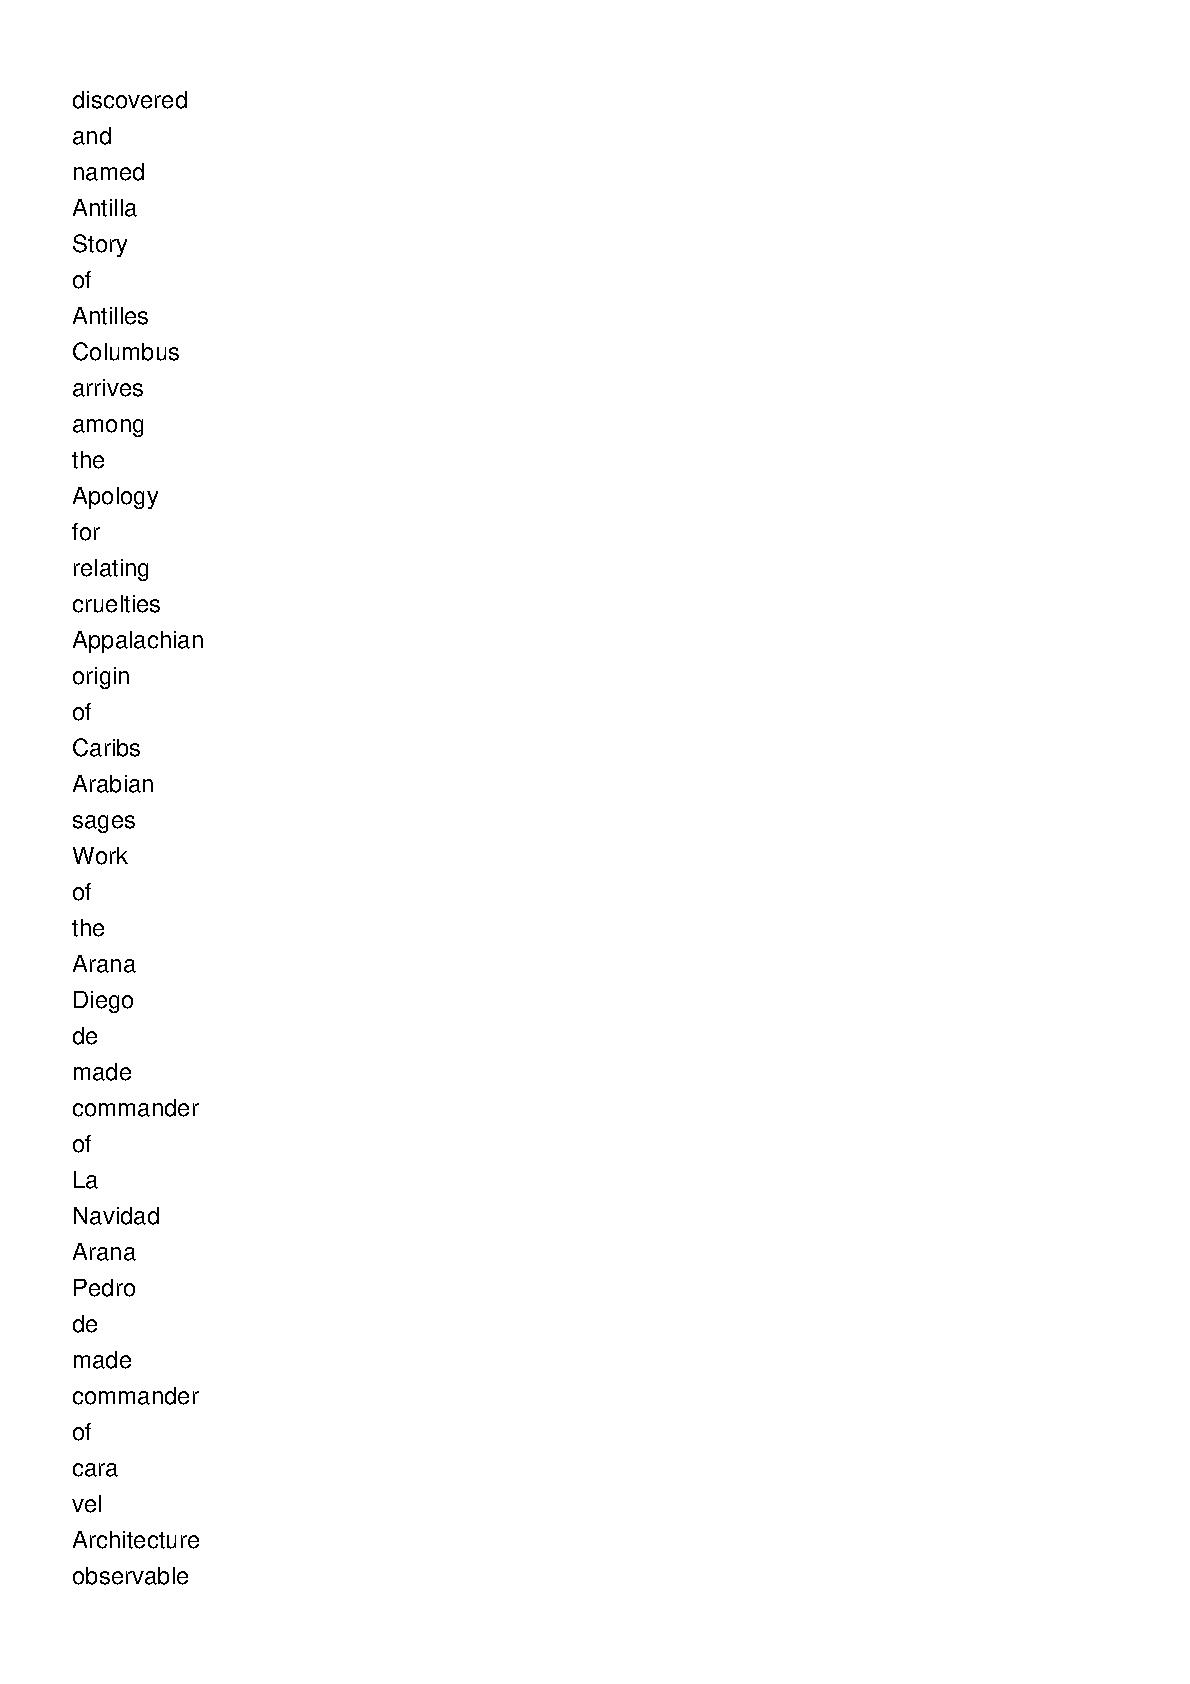 discovered
and
named
Antilla
Story
of
Antilles
Columbus
arrives
among
the
Apology
for
relating
cruelties
Appalachian
origin
of
Caribs
Arabian
sages
Work
of
the
Arana
Diego
de
made
commander
of
La
Navidad
Arana
Pedro
de
made
commander
of
cara
vel
Architecture
observable